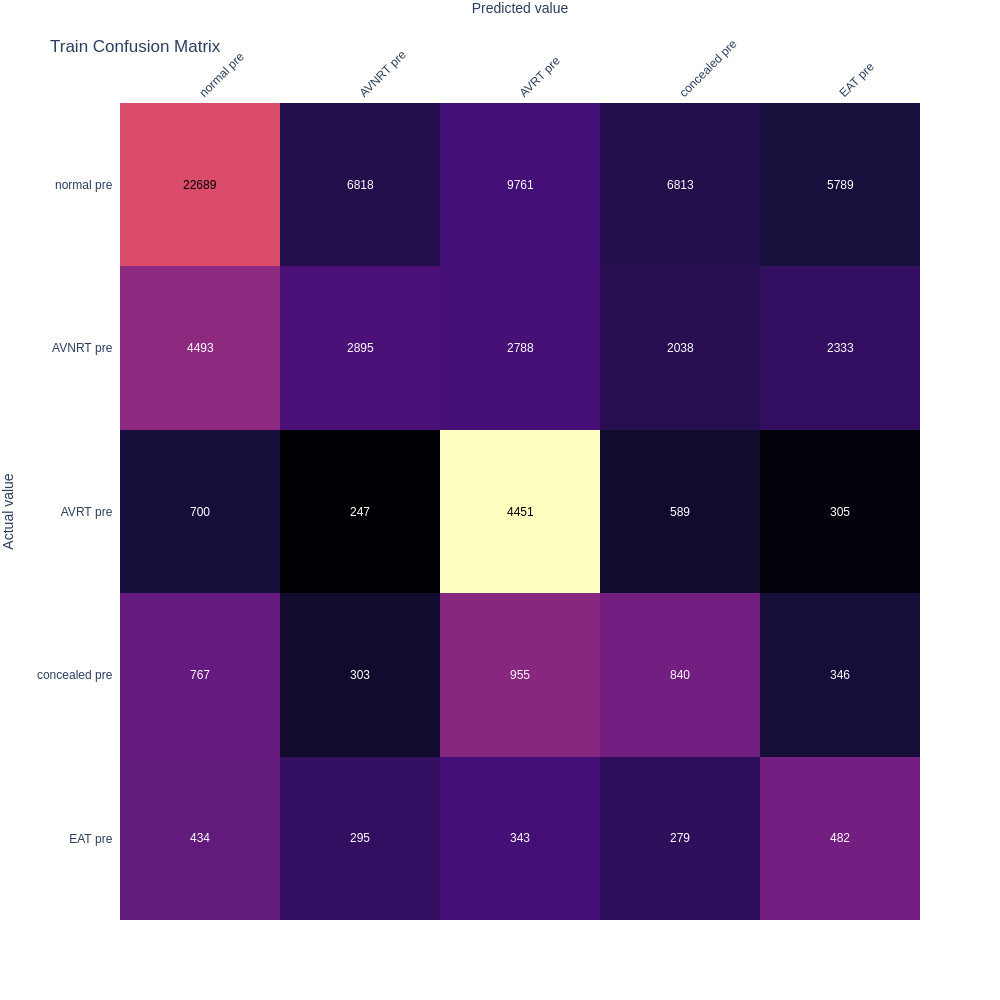 Predicted value
Train Confusion Matrix
normal pre
AVNRT pre
AVRT pre
concealed pre
EAT pre
normal pre 22689 6818 9761 6813 5789
AVNRT pre 4493 2895 2788 2038 2333
AVRT pre 700 247 4451 589 305
concealed pre 767 303 955 840 346
EAT pre 434 295 343 279 482
Actual value